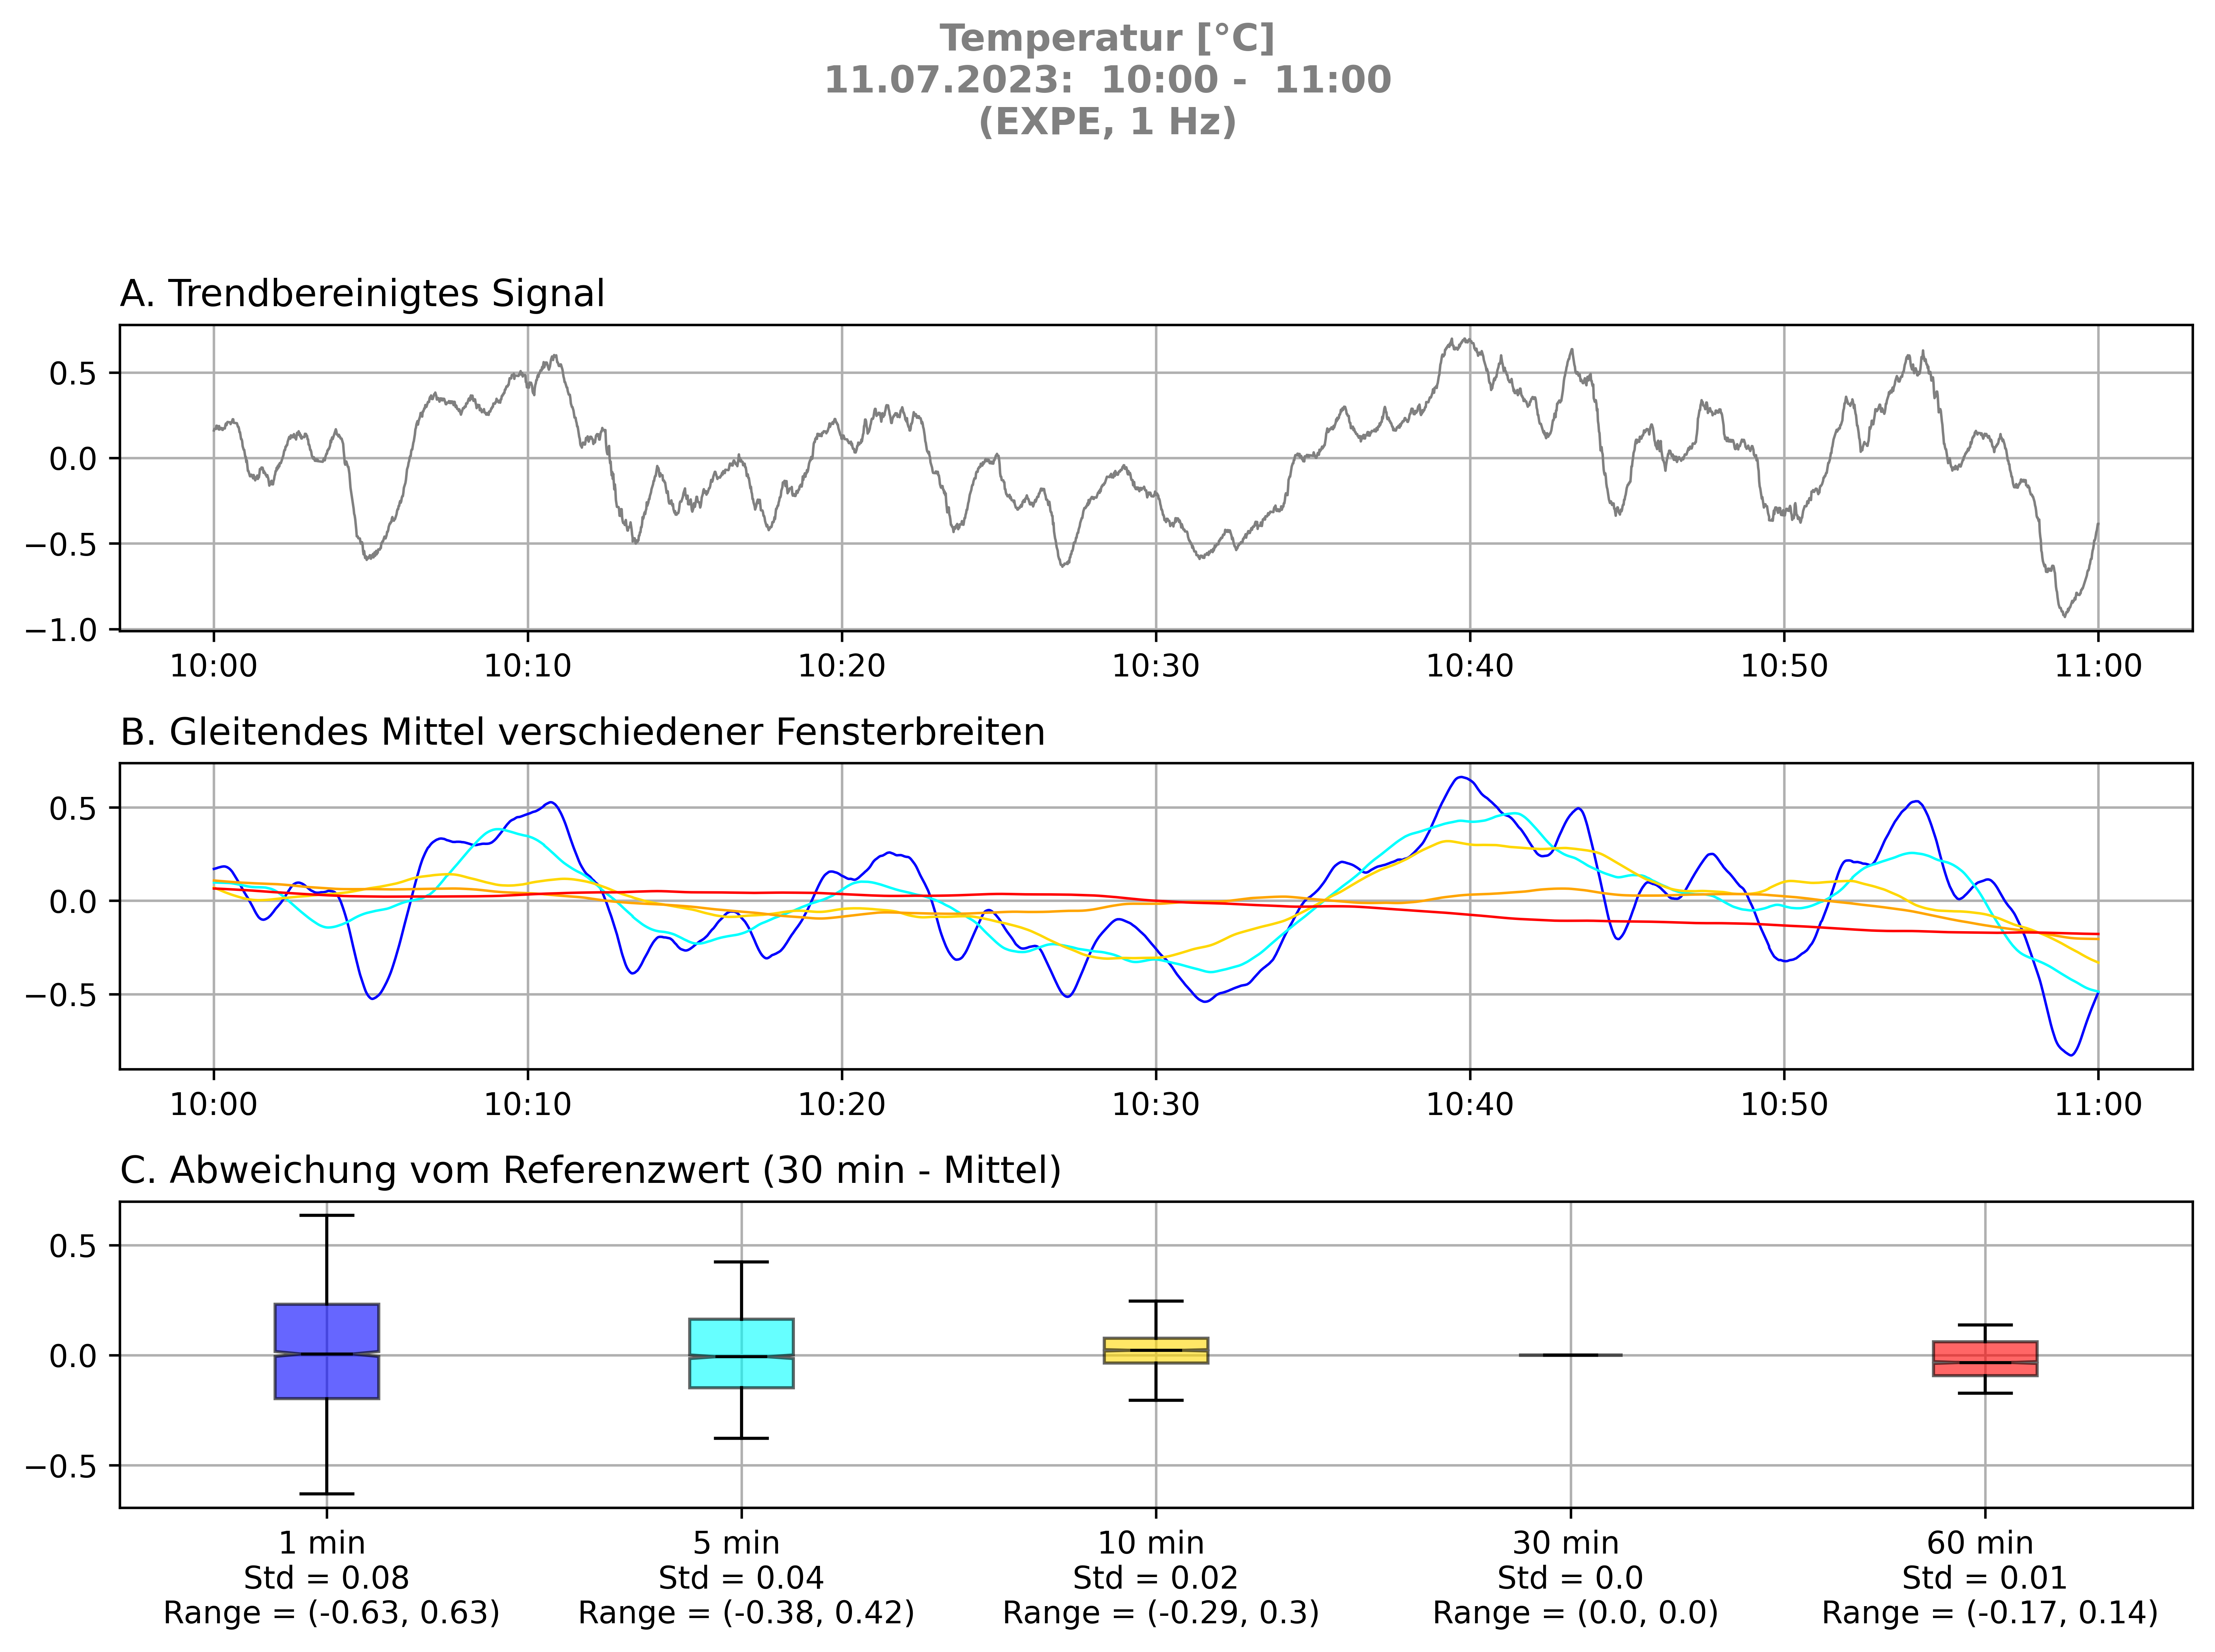 Temperatur [°C]
11.07.2023:  10:00 -  11:00
(EXPE, 1 Hz)
A. Trendbereinigtes Signal
0.5
0.0
−0.5
−1.0
10:00 10:10 10:20 10:30 10:40 10:50 11:00
B. Gleitendes Mittel verschiedener Fensterbreiten
0.5
0.0
−0.5
10:00 10:10 10:20 10:30 10:40 10:50 11:00
C. Abweichung vom Referenzwert (30 min - Mittel)
0.5
0.0
−0.5
1 min 5 min 10 min 30 min 60 min
Std = 0.08 Std = 0.04 Std = 0.02 Std = 0.0 Std = 0.01
Range = (-0.63, 0.63) Range = (-0.38, 0.42) Range = (-0.29, 0.3) Range = (0.0, 0.0) Range = (-0.17, 0.14)